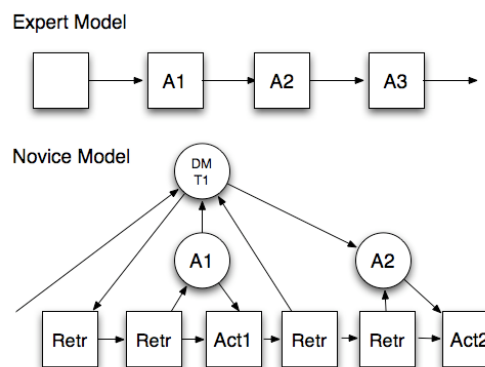 Expert Model
A1
A2
A3
Novice Model
DM
T1
A1
A2
Retr
Retr
Act1
Retr
Retr
Act2